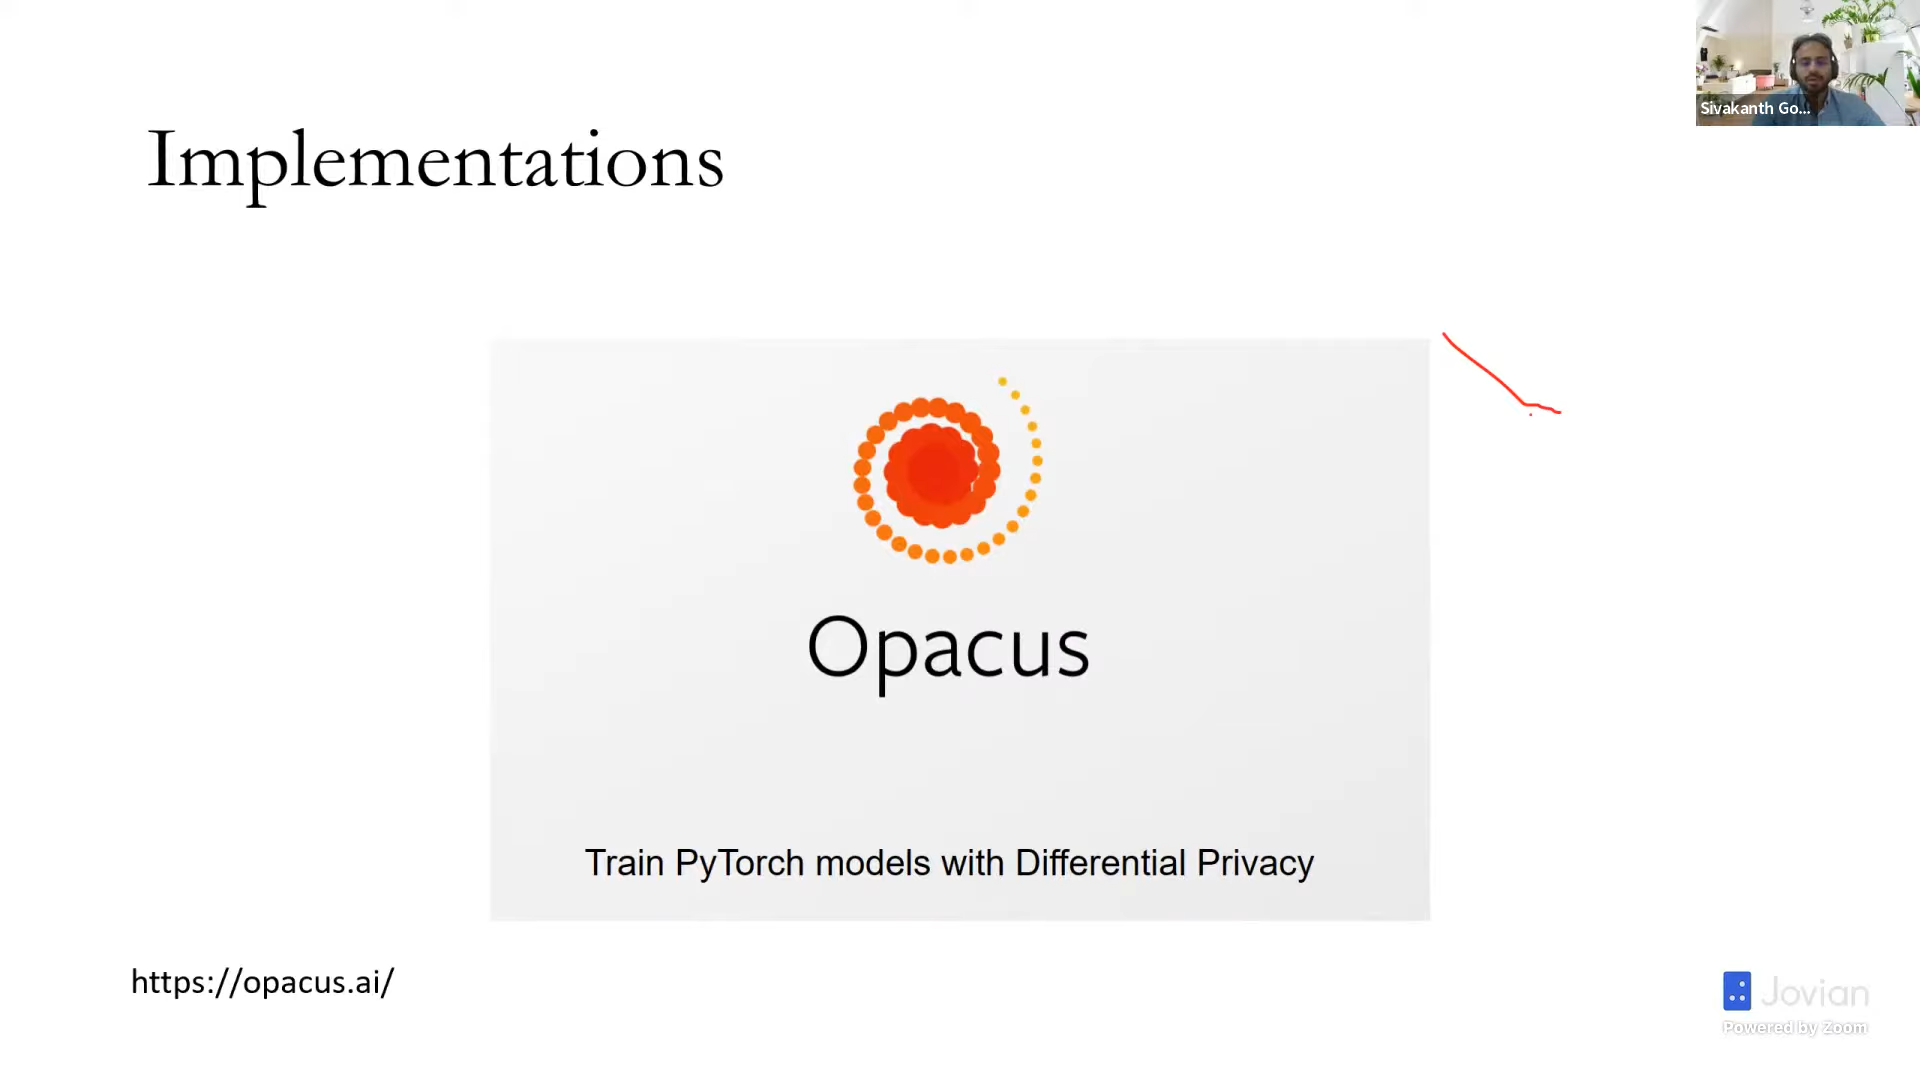 Sivakanth Go...
Implementations
Opacus
Train PyTorch models with Differential Privacy
https://opacus.ai/
Jovian
Powered by Zoom